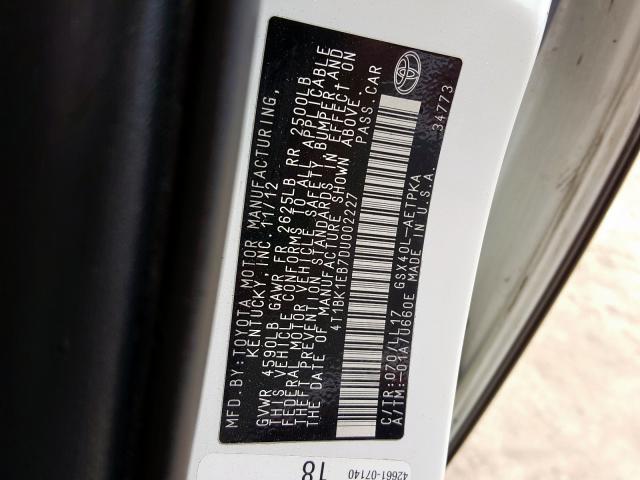 MFD.BY:TOYOTA MOTOR MANUFACTURING,
KENTUCKY, INC. 11/12
GVWR 4590LB GAWR FR 2625LB RR 2500LB
THIS VEHICLE CONFORMS TO ALL APPLICABLE
FEDERAL MOTOR VEHICLE SAFETY, BUMPER,AND
THEFT PREVENTION STANDARDS IN EFFECT ON
THE DATE OF MANUFACTURE SHOWN ABOVE.
4T1BK1EB7DU002227 PASS.CAR
C/TR:070/LL17 GSX40L-AETPKA
A/TM:-01A/U660E MADE IN U.S.A
34773
42661-07140
18